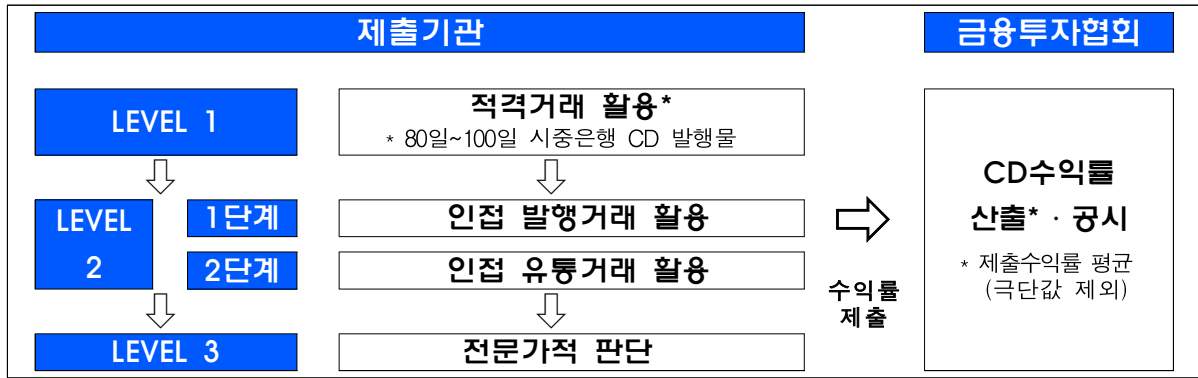 제출기관
금융투자협회
LEVEL 1
적격거래 활용*
* 80일~100일 시중은행 CD 발행물
LEVEL
2
1단계
인접 발행거래 활용
2단계
인접 유통거래 활용
LEVEL 3
전문가적 판단
수익률
제출
CD수익률
산출* · 공시
* 제출수익률 평균
(극단값 제외)